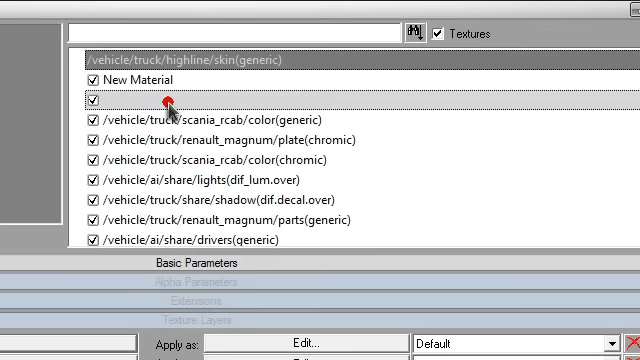 Textures
/vehicle/truck/highline/skin(generic)
New Material
/vehicle/truck/scania_rcab/color(generic)
/vehicle/truck/renault_magnum/plate(chromic)
/vehicle/truck/scania_rcab/color(chromic)
/vehicle/ai/share/lights(dif_lum.over)
/vehicle/truck/share/shadow(dif.decal.over)
/vehicle/truck/renault_magnum/parts(generic)
/vehicle/ai/share/drivers(generic)
Basic Parameters
Alpha Parameters
Extensions
Texture Layers
Apply as: Edit... Default